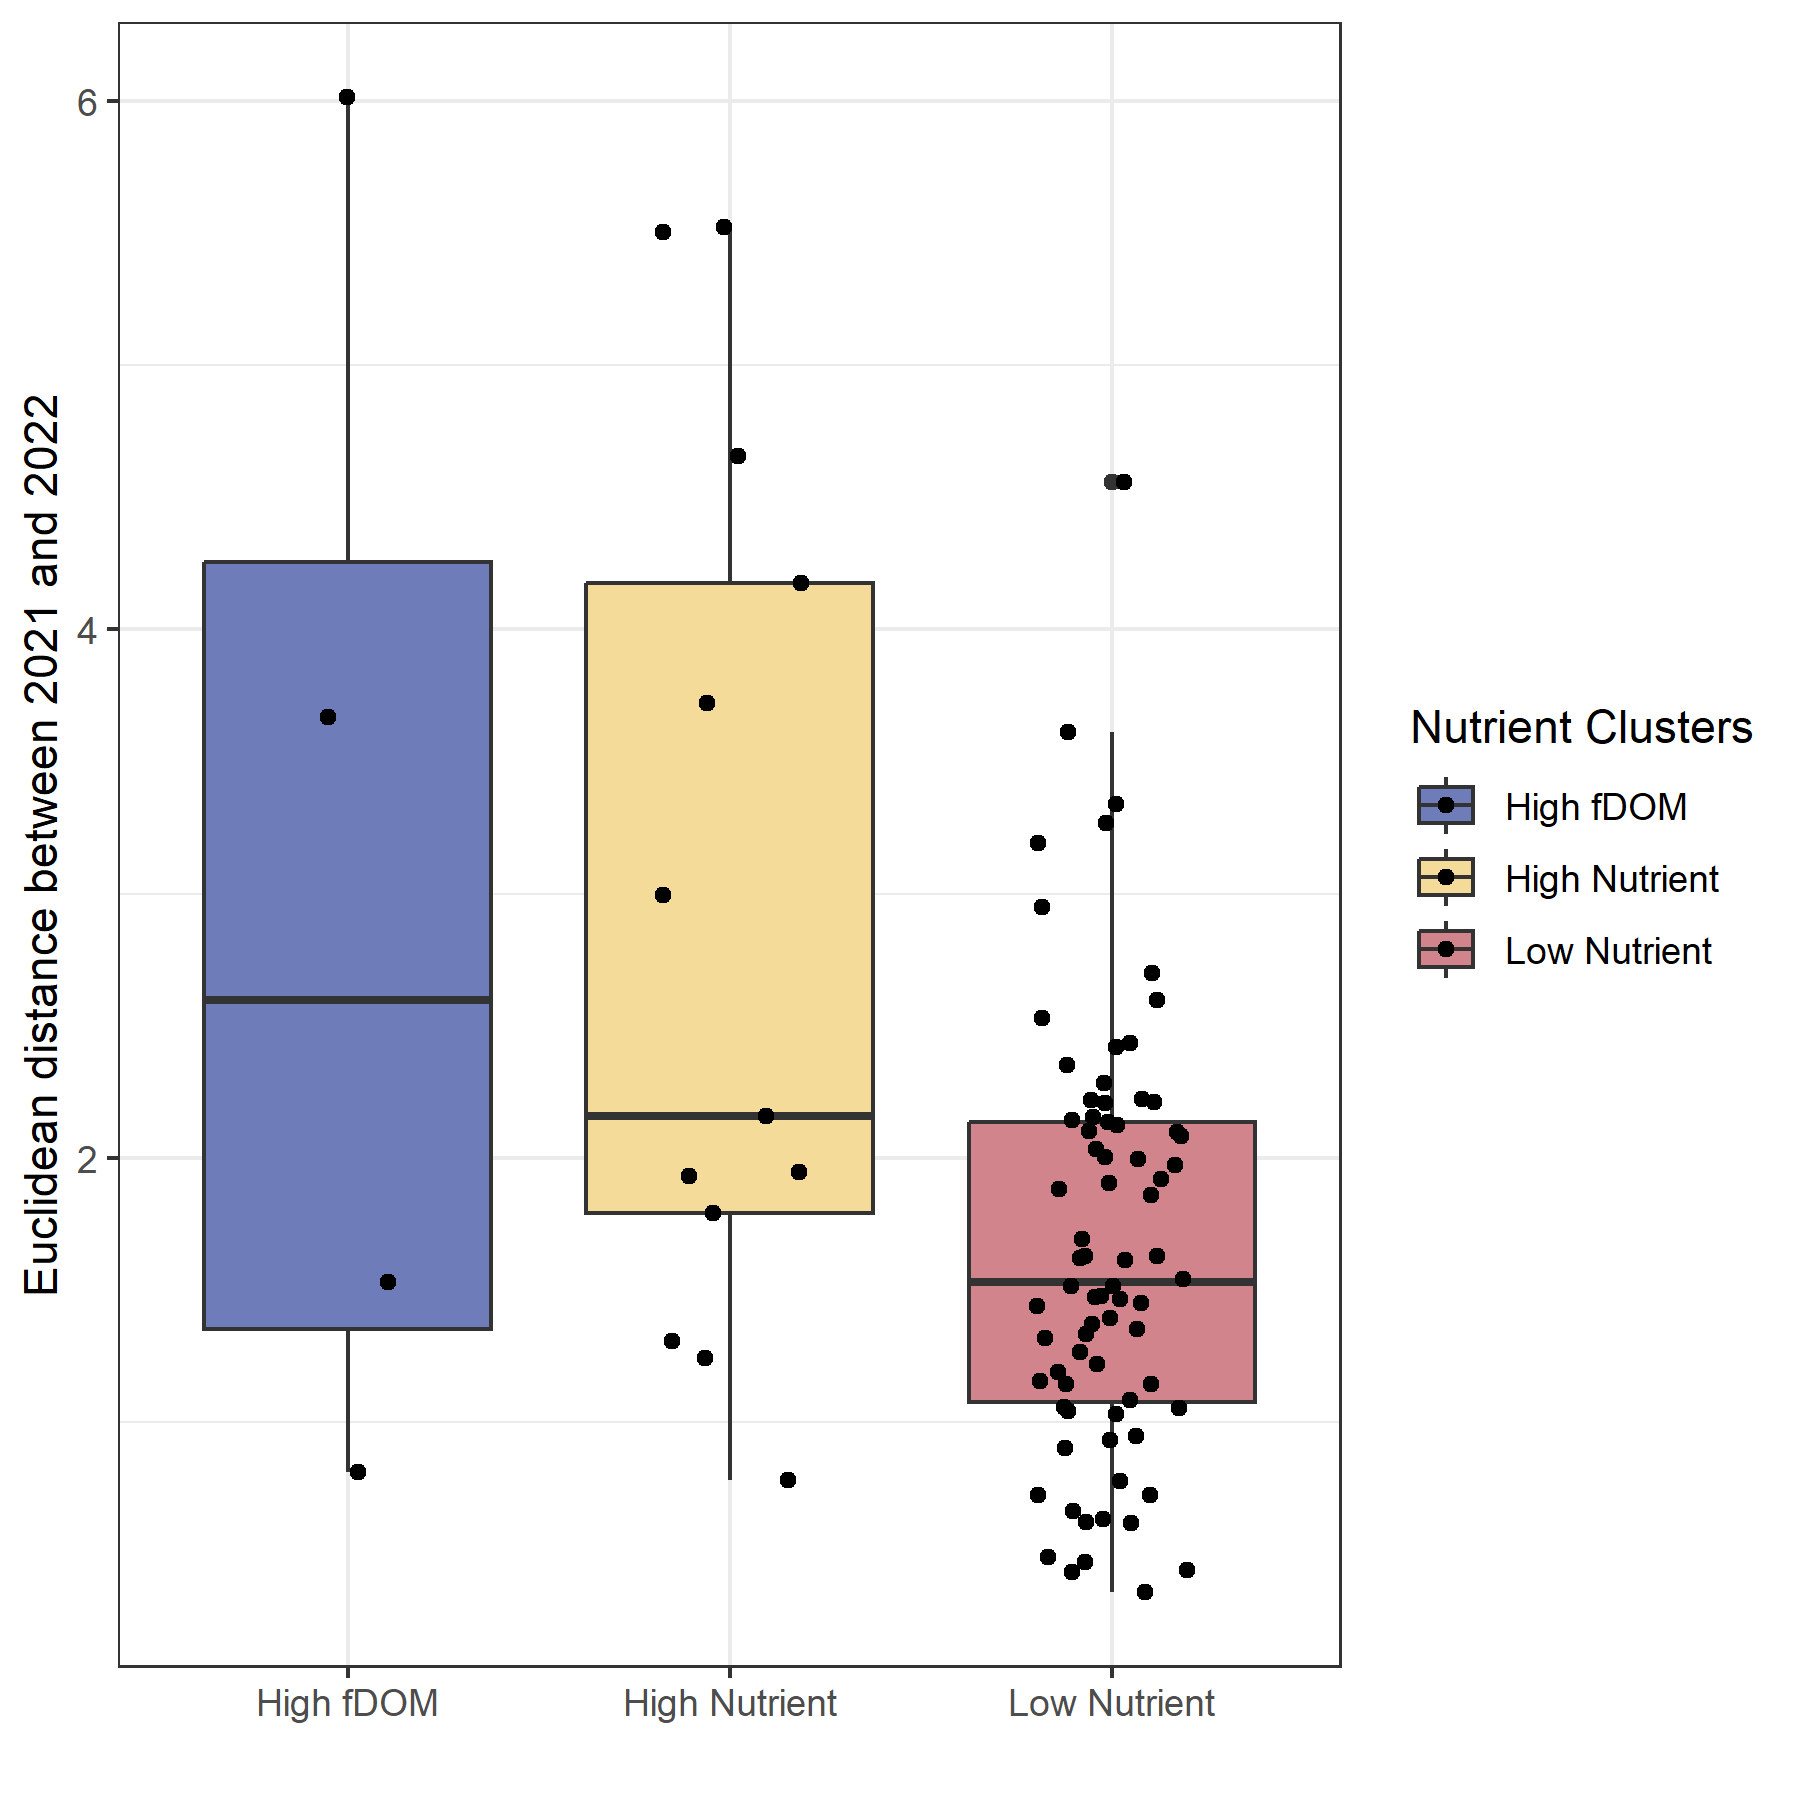 Euclidean distance between 2021 and 2022
6
4
2
High fDOM
High Nutrient
Low Nutrient
Nutrient Clusters
High fDOM
High Nutrient
Low Nutrient